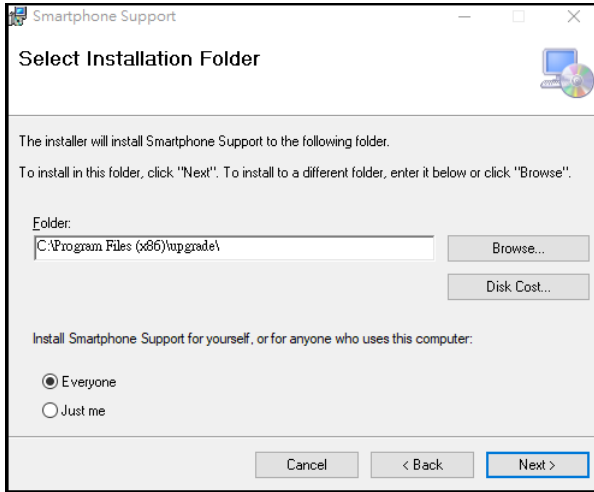 Smartphone Support
Select Installation Folder
The installer will install Smartphone Support to the following folder.
To install in this folder, click "Next". To install to a different folder, enter it below or click "Browse".
Folder:
C:\Program Files (x86)\upgrade\
Browse...
Disk Cost...
Install Smartphone Support for yourself, or for anyone who uses this computer:
Everyone
Just me
Cancel
< Back
Next >